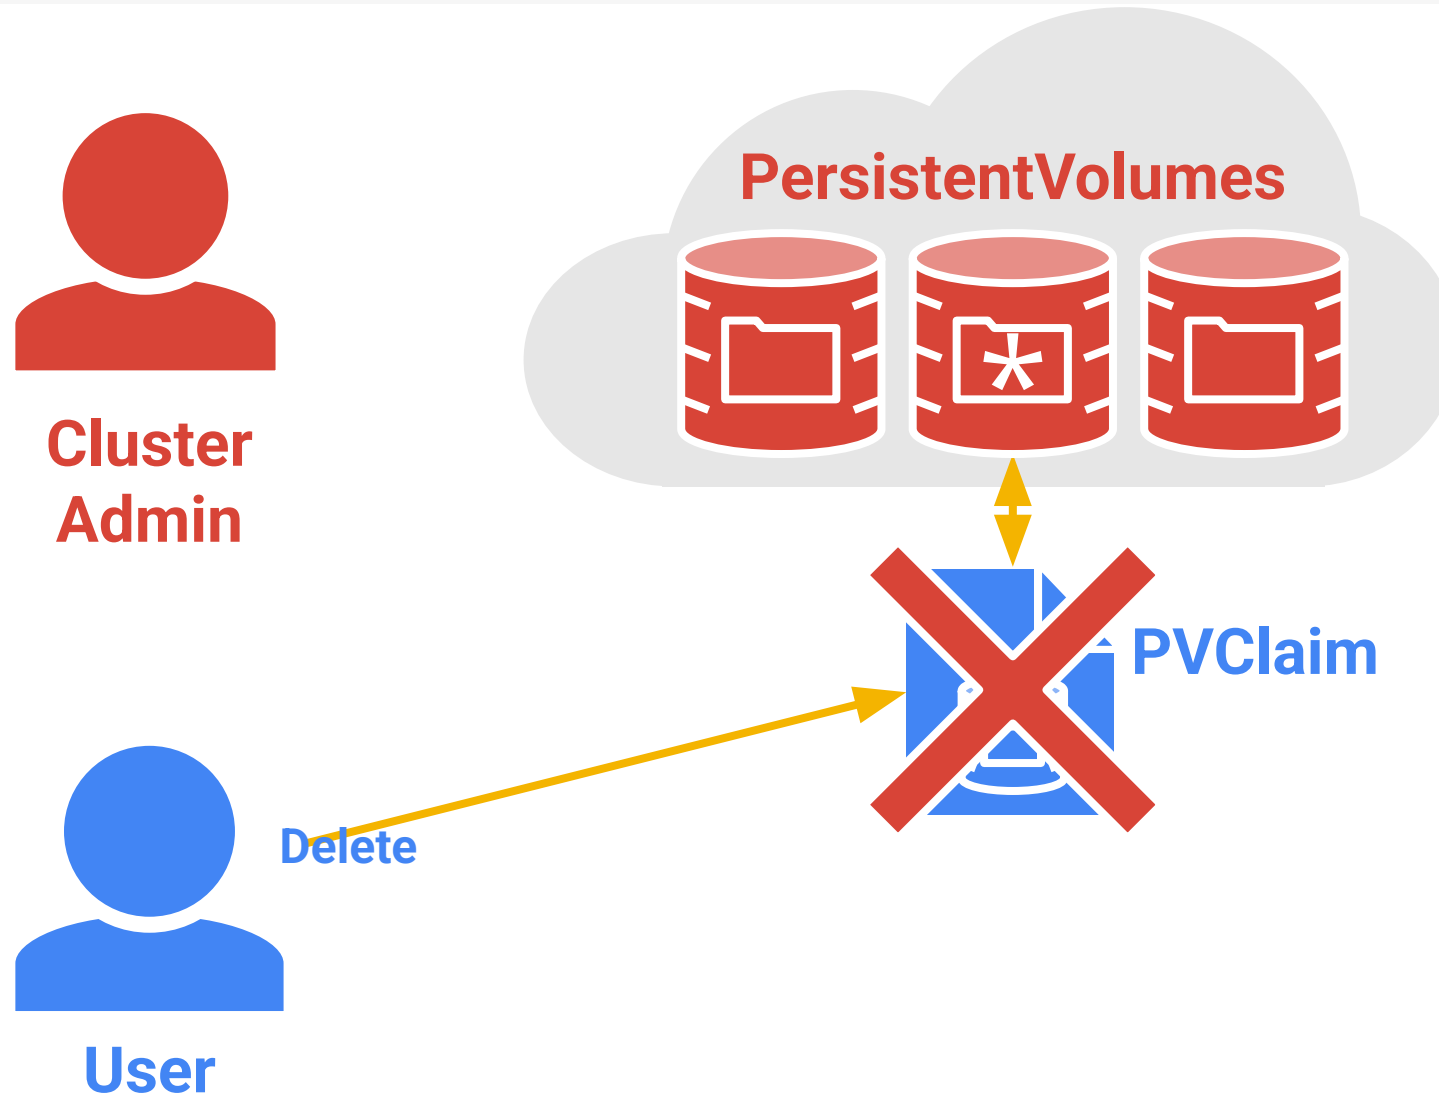 PersistentVolumes
*
Cluster
Admin
PVClaim
Delete
User